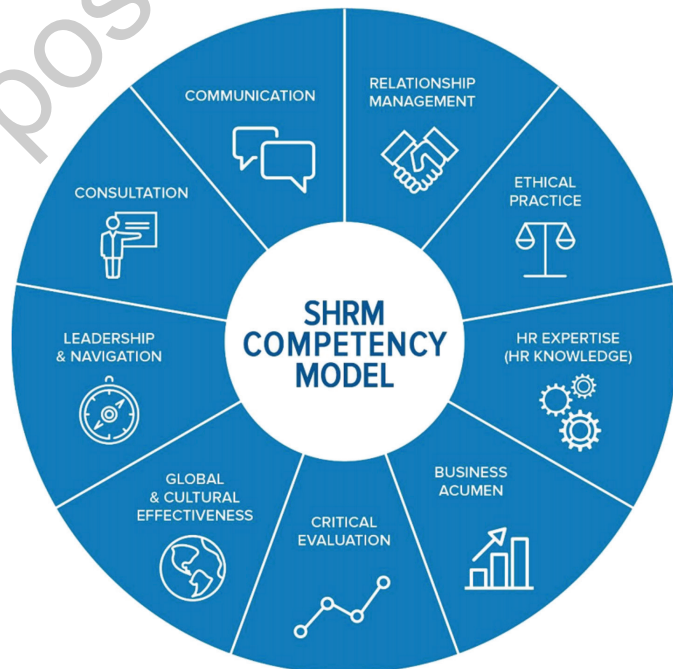 pos
COMMUNICATION
RELATIONSHIP
MANAGEMENT
ETHICAL
PRACTICE
HR EXPERTISE
(HR KNOWLEDGE)
BUSINESS
ACUMEN
CRITICAL
EVALUATION
GLOBAL
& CULTURAL
EFFECTIVENESS
LEADERSHIP
& NAVIGATION
CONSULTATION
SHRM
COMPETENCY
MODEL